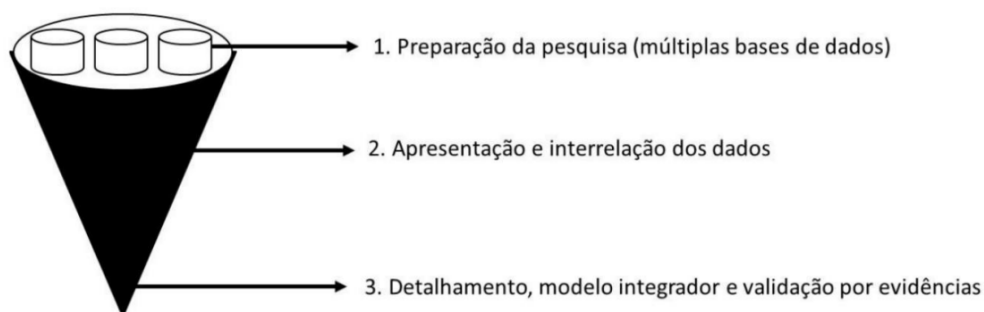 1. Preparação da pesquisa (múltiplas bases de dados)
2. Apresentação e interrelação dos dados
3. Detalhamento, modelo integrador e validação por evidências